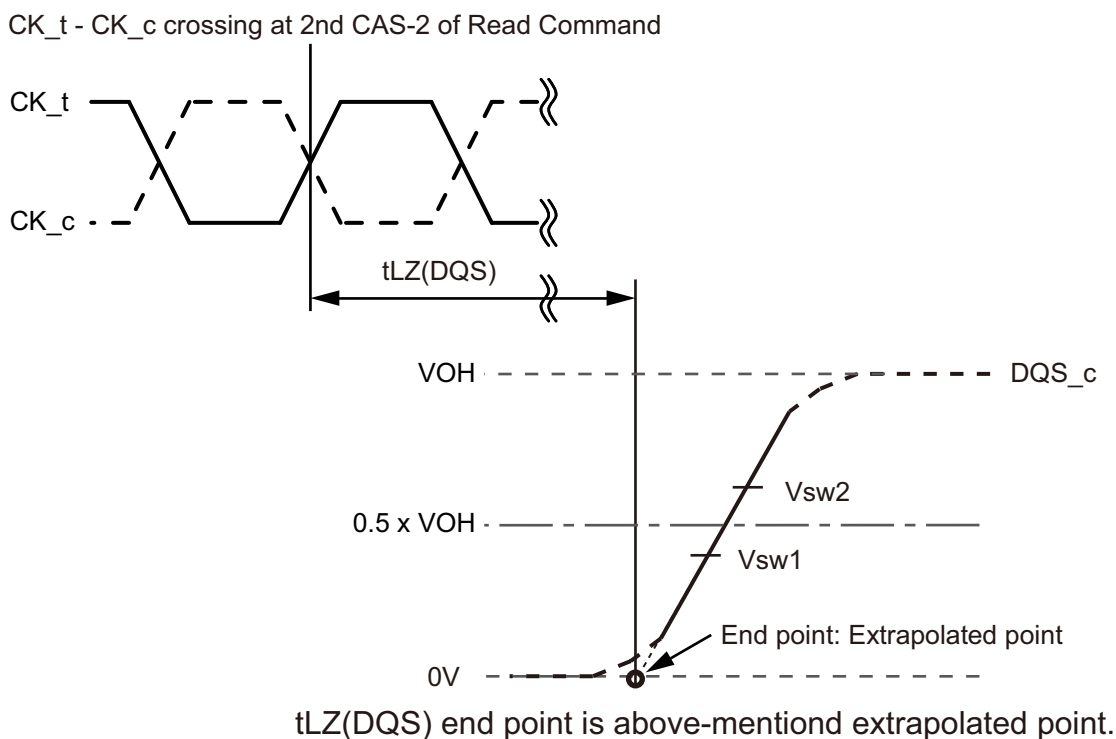 CK_t - CK_c crossing at 2nd CAS-2 of Read Command
CK_t
CK_c
tLZ(DQS)
VOH
DQS_c
Vsw2
0.5 x VOH
Vsw1
End point: Extrapolated point
0V
tLZ(DQS) end point is above-mentiond extrapolated point.